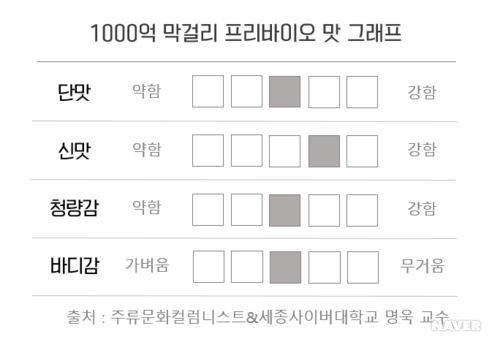 1000억 막걸리 프리바이오 맛 그래프
단맛 약함 강함
신맛 약함 강함
청량감 약함 강함
바디감 가벼움 무거움
출처 : 주류문화컬럼니스트&세종사이버대학교 명욱 교수
NAVER